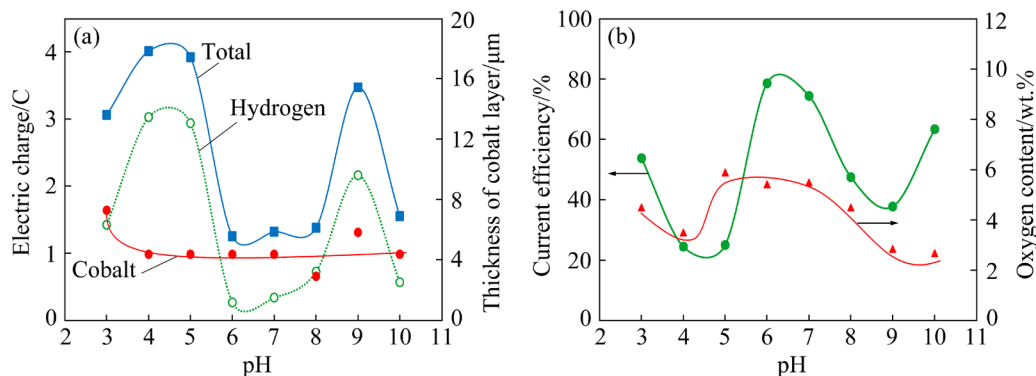 (a)
Total
Hydrogen
Cobalt
Electric charge/C
0
1
2
3
4
Thickness of cobalt layer/μm
0
4
8
12
16
20
2 3 4 5 6 7 8 9 10 11
pH
(b)
Current efficiency/%
0
20
40
60
80
100
Oxygen content/wt.%
0
2
4
6
8
10
12
2 3 4 5 6 7 8 9 10 11
pH